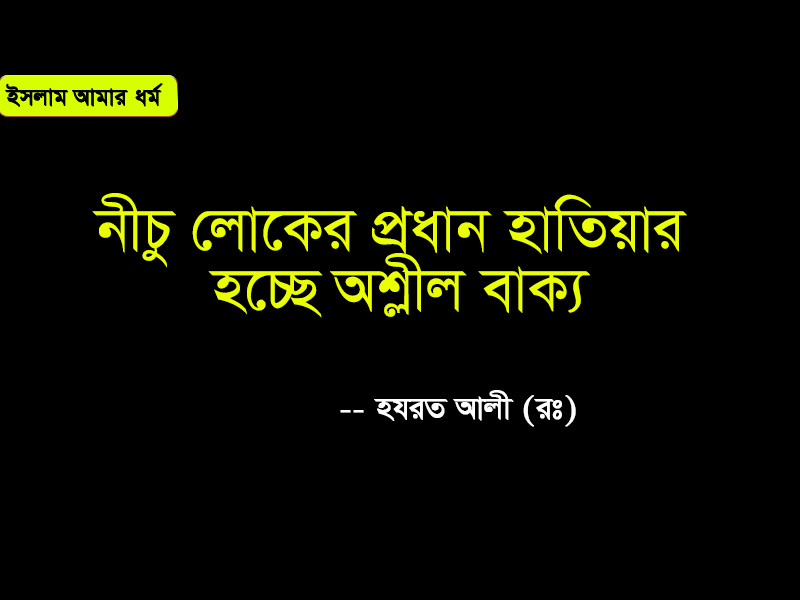 ইসলাম আমার ধর্ম
নীচু লোকের প্রধান হাতিয়ার
হচ্ছে অশ্লীল বাক্য
-- হযরত আলী (রঃ)